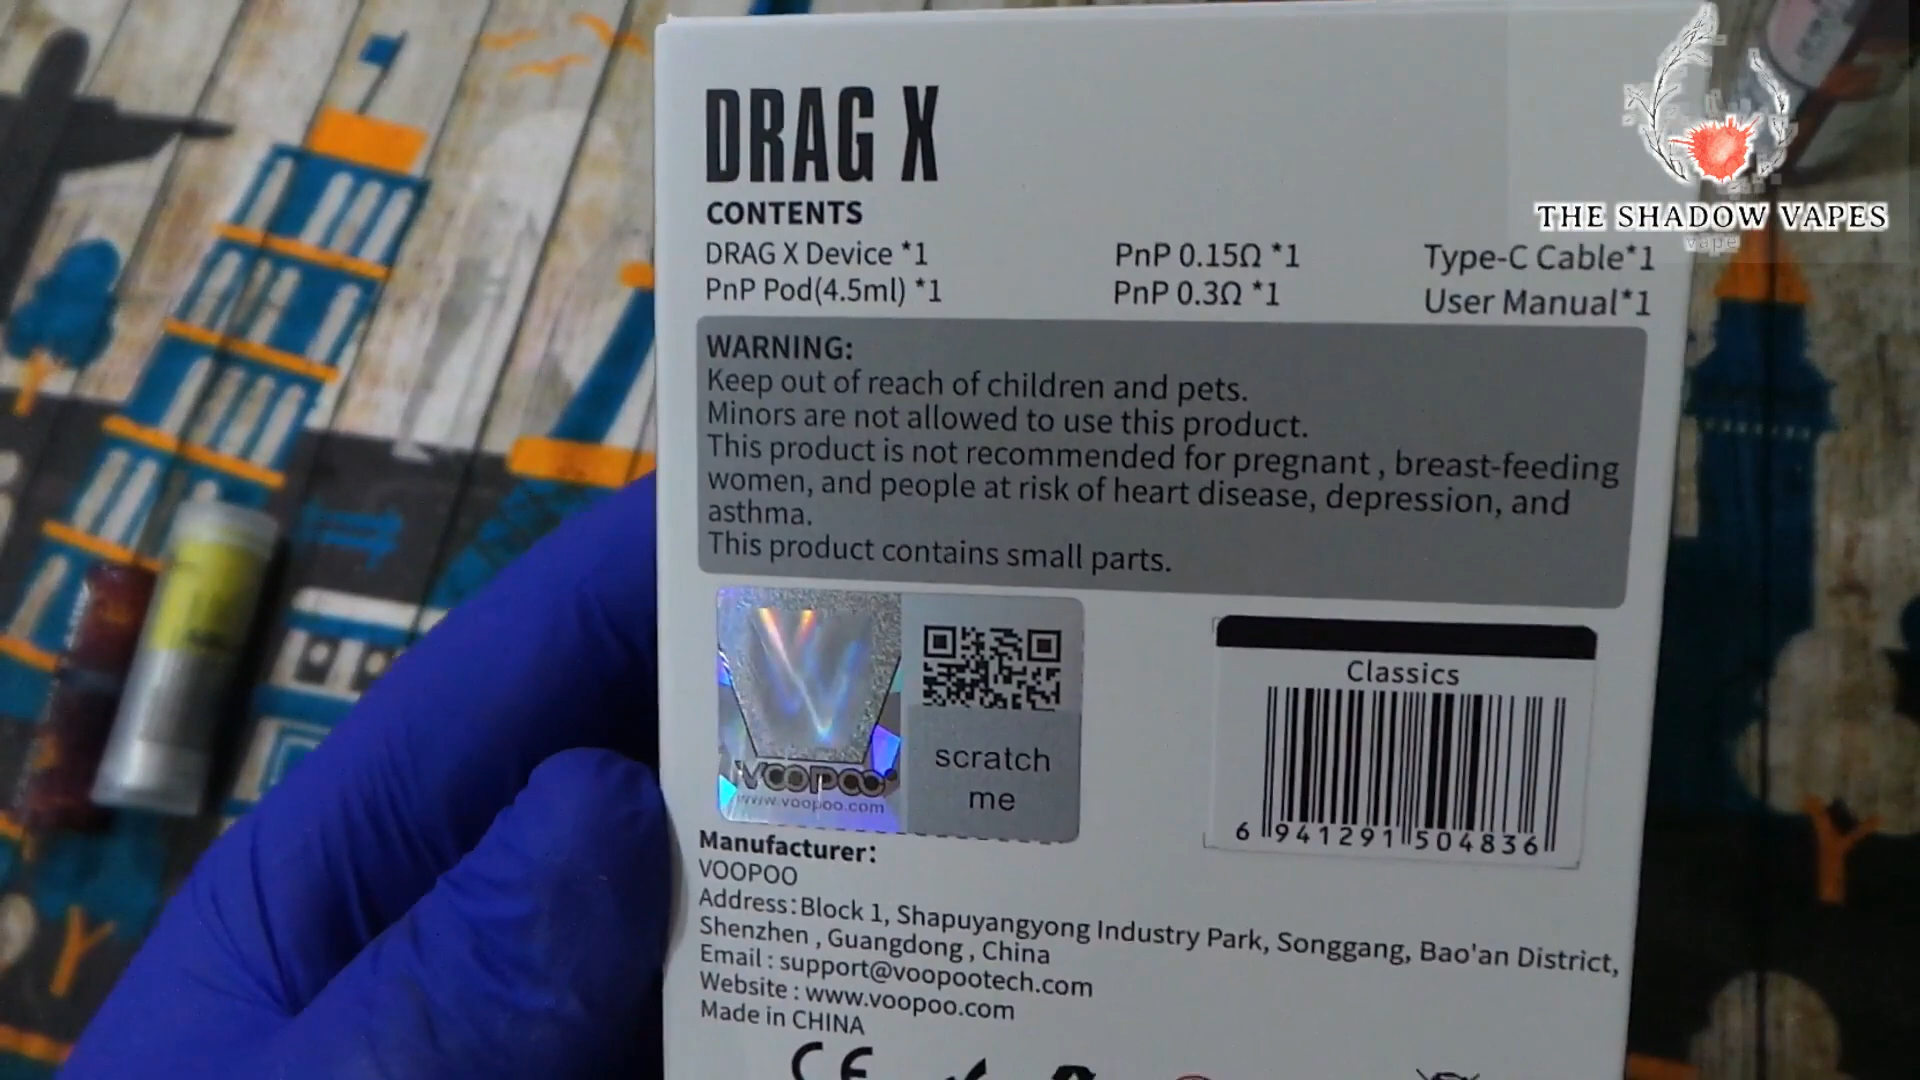 DRAG X
CONTENTS
DRAG X Device *1
PnP 0.15Ω *1
Type-C Cable*1
PnP Pod(4.5ml) *1
PnP 0.3Ω *1
User Manual*1
WARNING:
Keep out of reach of children and pets.
Minors are not allowed to use this product.
This product is not recommended for pregnant , breast-feeding
women, and people at risk of heart disease, depression, and
asthma.
This product contains small parts.
VOOPOO
www.voopoo.com
scratch
me
Classics
6 941291 504836
Manufacturer:
VOOPOO
Address:Block 1, Shapuyangyong Industry Park, Songgang, Bao'an District,
Shenzhen , Guangdong , China
Email : support@voopootech.com
Website : www.voopoo.com
Made in CHINA
CE
THE SHADOW VAPES
vape